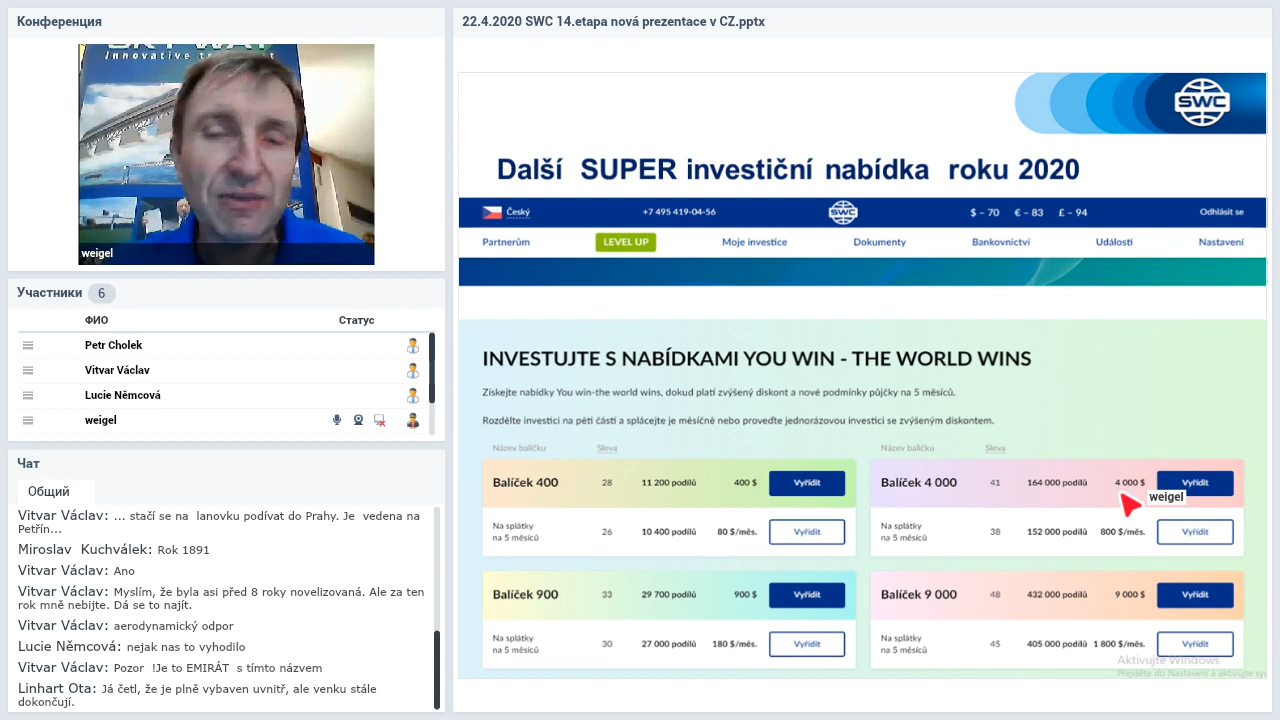 Конференция
SKY WAY
innovative tr
weigel
Участники 6
ФИО Статус
Petr Cholek
Vitvar Václav
Lucie Němcová
weigel
Чат
Общий
Vitvar Václav: ... stačí se na lanovku podívat do Prahy. Je vedena na
Petřín...
Miroslav Kuchválek: Rok 1891
Vitvar Václav: Ano
Vitvar Václav: Myslím, že byla asi před 8 roky novelizovaná. Ale za ten
rok mně nebijte. Dá se to najít.
Vitvar Václav: aerodynamický odpor
Lucie Němcová: nejak nas to vyhodilo
Vitvar Václav: Pozor !Je to EMIRÁT s tímto názvem
Linhart Ota: Já četl, že je plně vybaven uvnitř, ale venku stále
dokončují.
22.4.2020 SWC 14.etapa nová prezentace v CZ.pptx
SWC
Další SUPER investiční nabídka roku 2020
Český +7 495 419-04-56 SWC $ – 70 € – 83 £ – 94 Odhlásit se
Partnerům LEVEL UP Moje investice Dokumenty Bankovnictví Události Nastavení
INVESTUJTE S NABÍDKAMI YOU WIN - THE WORLD WINS
Získejte nabídky You win-the world wins, dokud platí zvýšený diskont a nové podmínky půjčky na 5 měsíců.
Rozdělte investici na pěti částí a splácejte je měsíčně nebo proveďte jednorázovou investici se zvýšeným diskontem.
Název balíčku Sleva
Balíček 400 28 11 200 podílů 400 $ Vyřídit
Na splátky
na 5 měsíců 26 10 400 podílů 80 $/měs. Vyřídit
Název balíčku Sleva
Balíček 4 000 41 164 000 podílů 4 000 $ Vyřídit
weigel
Na splátky
na 5 měsíců 38 152 000 podílů 800 $/měs. Vyřídit
Balíček 900 33 29 700 podílů 900 $ Vyřídit
Na splátky
na 5 měsíců 30 27 000 podílů 180 $/měs. Vyřídit
Balíček 9 000 48 432 000 podílů 9 000 $ Vyřídit
Na splátky
na 5 měsíců 45 405 000 podílů 1 800 $/měs. Vyřídit
Aktivujte Windows
Přejděte do Nastavení a aktivujte sys